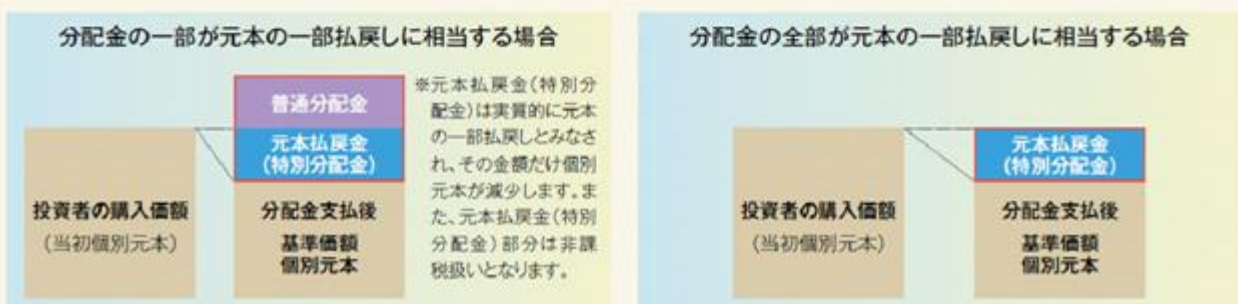 分配金の一部が元本の一部払戻しに相当する場合
普通分配金
元本払戻金
(特別分配金)
投資者の購入価額
(当初個別元本)
分配金支払後
基準価額
個別元本
※元本払戻金(特別分
配金)は実質的に元本
の一部払戻しとみなさ
れ、その金額だけ個別
元本が減少します。ま
た、元本払戻金(特別
分配金)部分は非課
税扱いとなります。
分配金の全部が元本の一部払戻しに相当する場合
元本払戻金
(特別分配金)
投資者の購入価額
(当初個別元本)
分配金支払後
基準価額
個別元本